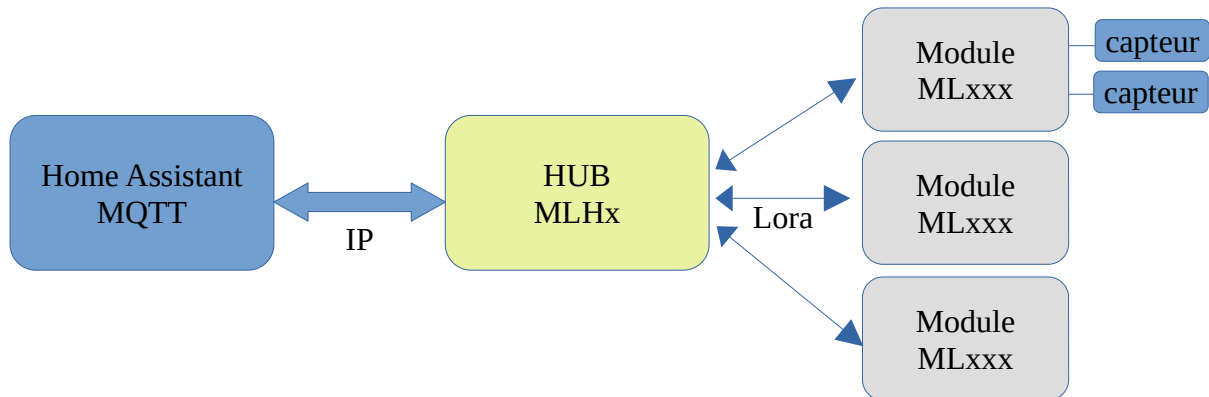 Home Assistant
MQTT
IP
HUB
MLHx
Lora
Module
MLxxx
capteur
capteur
Module
MLxxx
Module
MLxxx